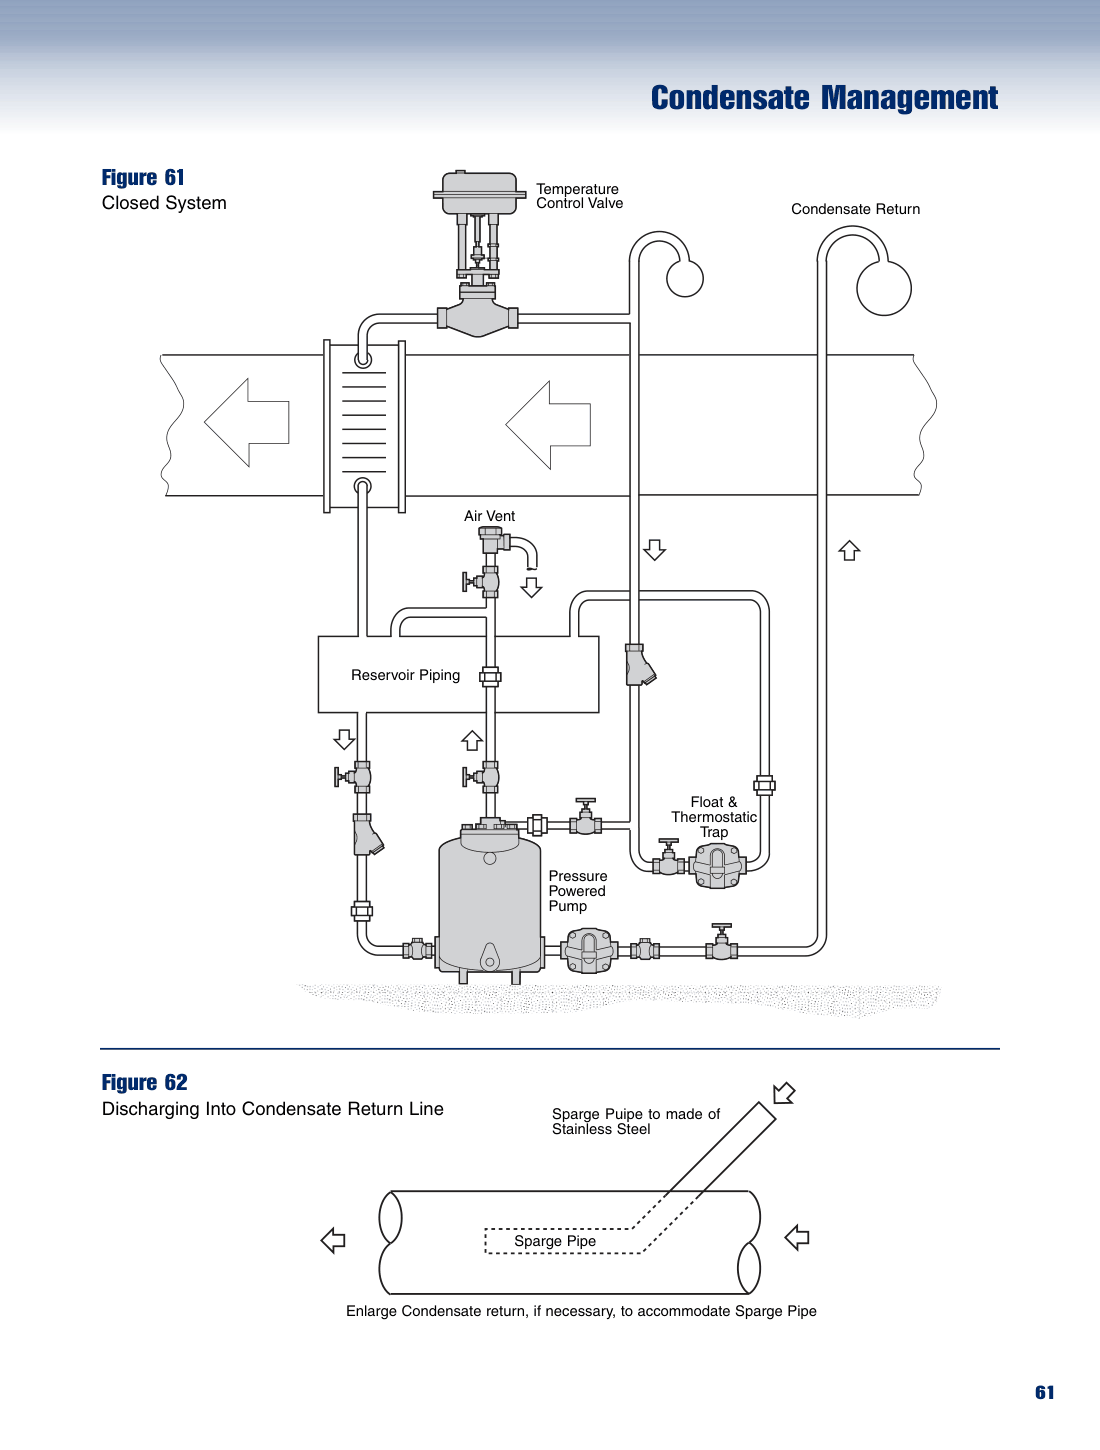 Condensate Management
Figure 61
Closed System
Temperature
Control Valve
Condensate Return
Air Vent
Reservoir Piping
Float &
Thermostatic
Trap
Pressure
Powered
Pump
Figure 62
Discharging Into Condensate Return Line
Sparge Puipe to made of
Stainless Steel
Sparge Pipe
Enlarge Condensate return, if necessary, to accommodate Sparge Pipe
61